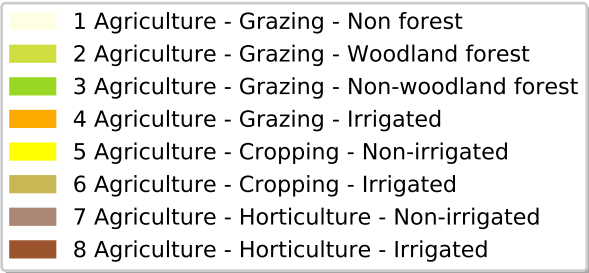 1 Agriculture - Grazing - Non forest
2 Agriculture - Grazing - Woodland forest
3 Agriculture - Grazing - Non-woodland forest
4 Agriculture - Grazing - Irrigated
5 Agriculture - Cropping - Non-irrigated
6 Agriculture - Cropping - Irrigated
7 Agriculture - Horticulture - Non-irrigated
8 Agriculture - Horticulture - Irrigated